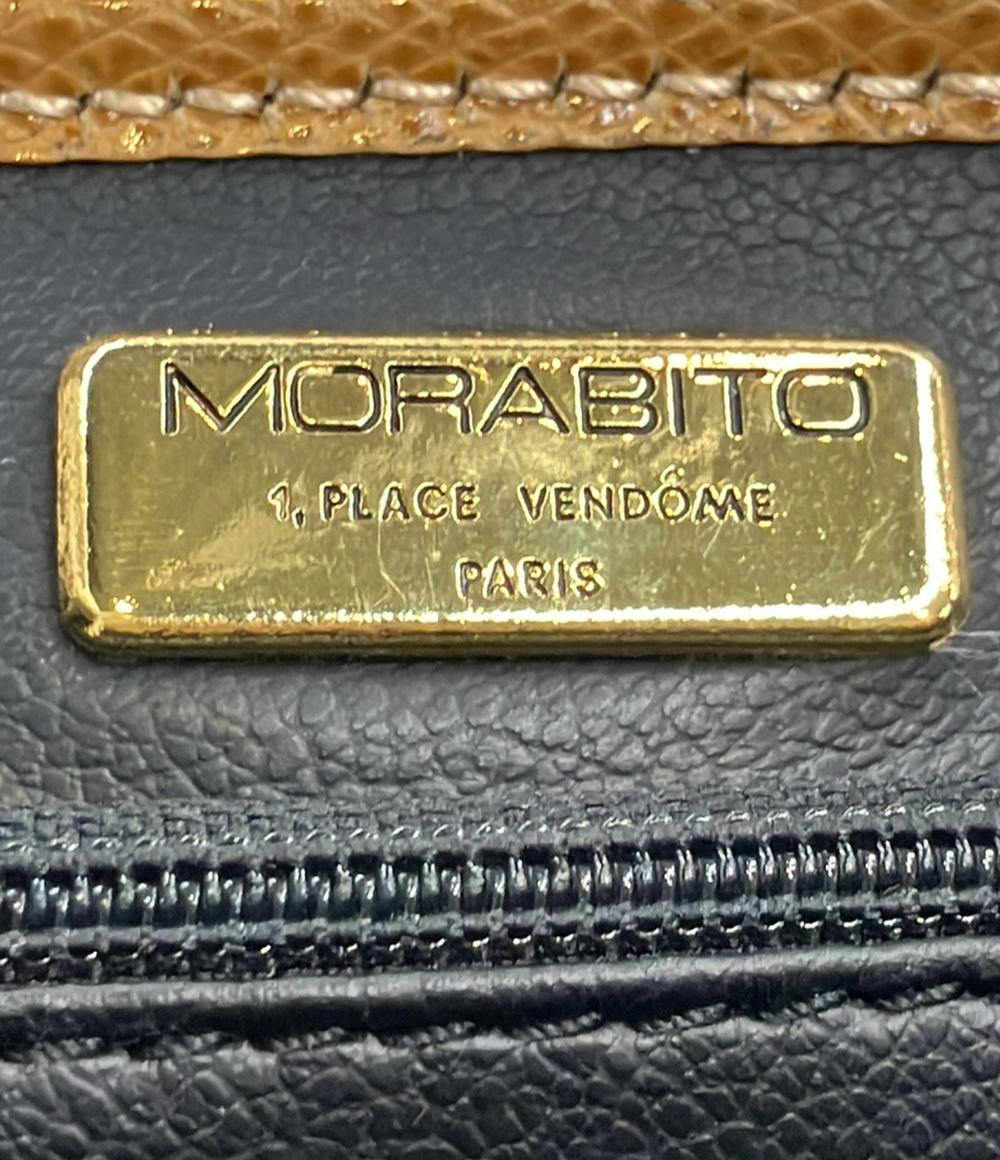 MORABITO
1, PLACE VENDÔME
PARIS